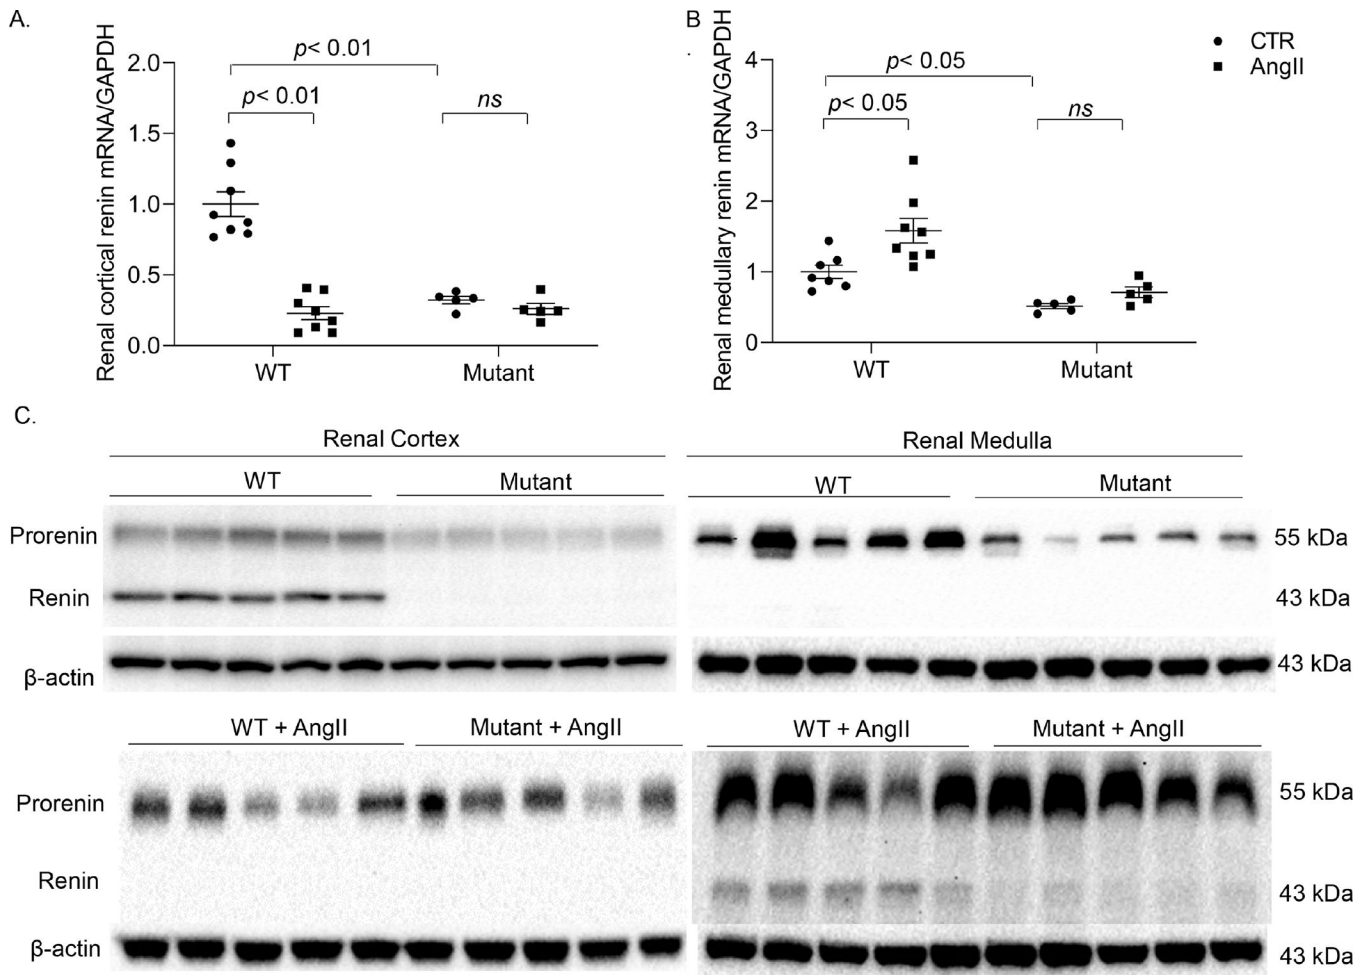 A.
Renal cortical renin mRNA/GAPDH
2.0
1.5
1.0
0.5
0.0
p< 0.01
p< 0.01
ns
WT
Mutant
B
.
Renal medullary renin mRNA/GAPDH
4
3
2
1
0
p< 0.05
p< 0.05
ns
WT
Mutant
CTR
AngII
C.
Renal Cortex
Renal Medulla
WT
Mutant
WT
Mutant
Prorenin
55 kDa
Renin
43 kDa
β-actin
43 kDa
WT + AngII
Mutant + AngII
WT + AngII
Mutant + AngII
Prorenin
55 kDa
Renin
43 kDa
β-actin
43 kDa